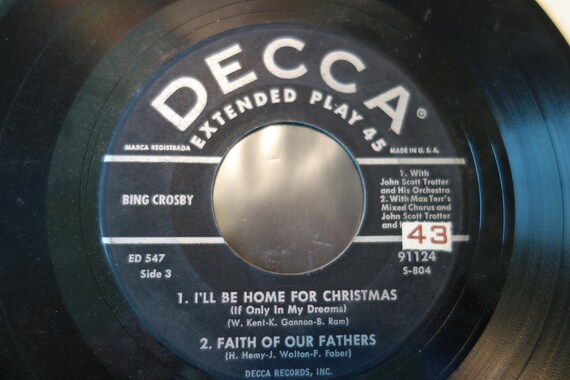 DECCA®
EXTENDED PLAY 45
MARCA REGISTRADA
MADE IN U.S.A.
BING CROSBY
1. With
John Scott Trotter
and His Orchestra
2. With Max Terr's
Mixed Chorus and
John Scott Trotter
and
43
ED 547
Side 3
91124
S-804
1. I'LL BE HOME FOR CHRISTMAS
(If Only In My Dreams)
(W. Kent-K. Gannon-B. Ram)
2. FAITH OF OUR FATHERS
(H. Hemy-J. Walton-F. Faber)
DECCA RECORDS, INC.